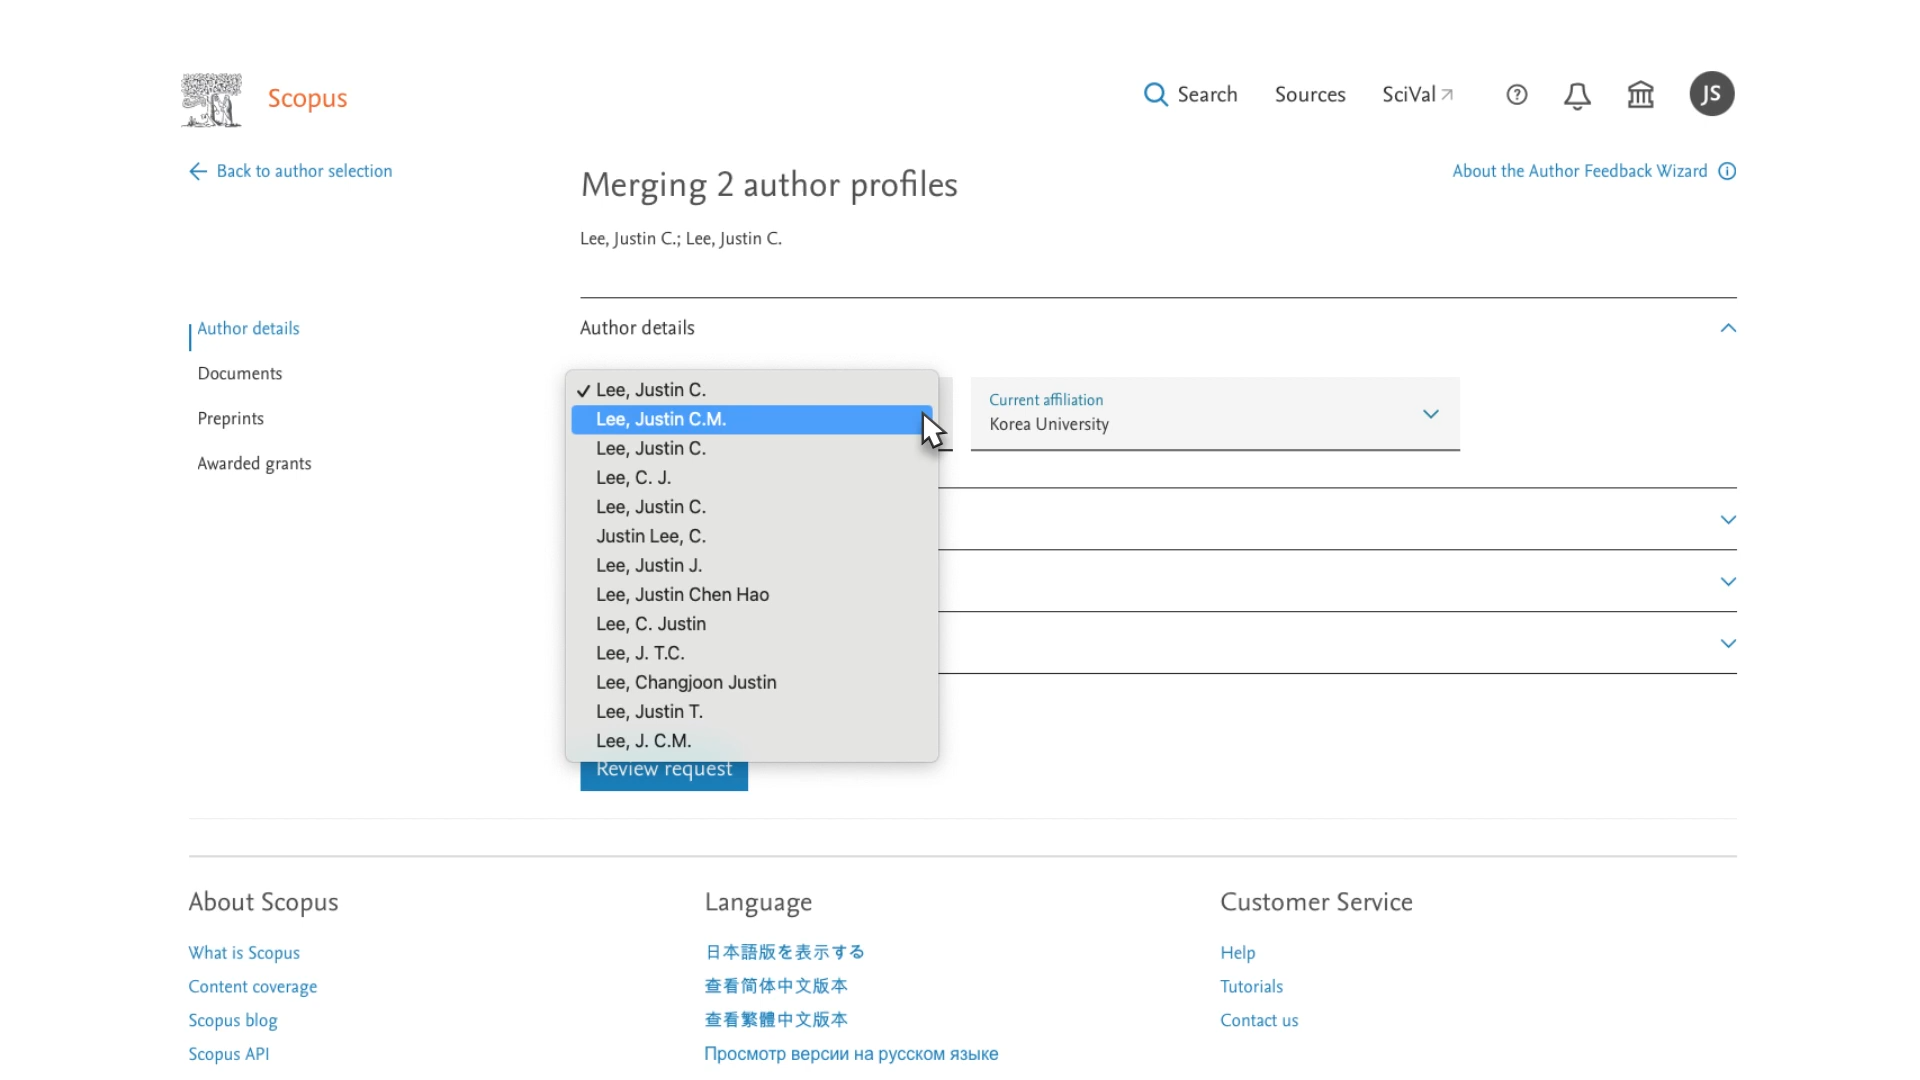 Scopus
Search
Sources
SciVal
JS
Back to author selection
Merging 2 author profiles
About the Author Feedback Wizard
Lee, Justin C.; Lee, Justin C.
Author details
Documents
Preprints
Awarded grants
Author details
Lee, Justin C.
Lee, Justin C.M.
Lee, Justin C.
Lee, C. J.
Lee, Justin C.
Justin Lee, C.
Lee, Justin J.
Lee, Justin Chen Hao
Lee, C. Justin
Lee, J. T.C.
Lee, Changjoon Justin
Lee, Justin T.
Lee, J. C.M.
Current affiliation
Korea University
Review request
About Scopus
What is Scopus
Content coverage
Scopus blog
Scopus API
Language
日本語版を表示する
查看简体中文版本
查看繁體中文版本
Просмотр версии на русском языке
Customer Service
Help
Tutorials
Contact us